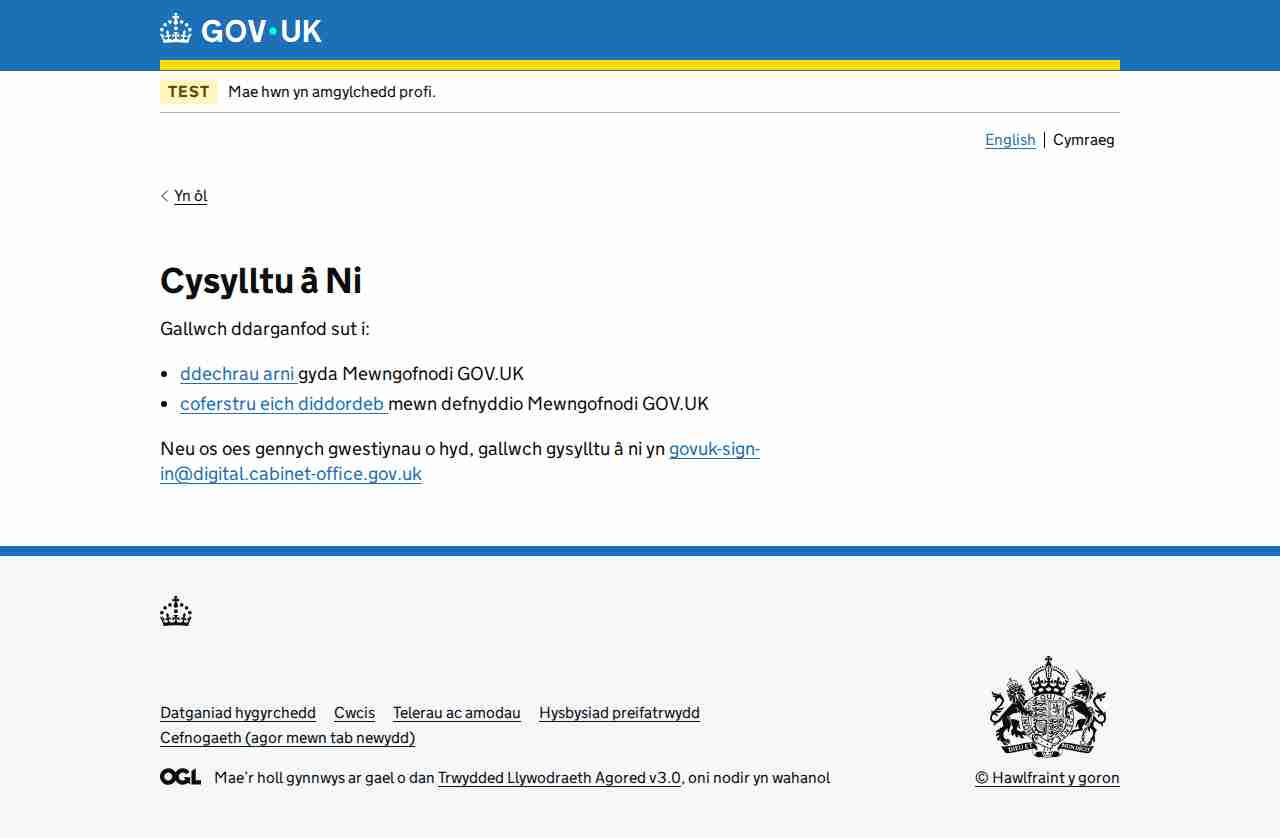 GOV·UK
TEST Mae hwn yn amgylchedd profi.
English | Cymraeg
Yn ôl
Cysylltu â Ni
Gallwch ddarganfod sut i:
• ddechrau arni gyda Mewngofnodi GOV.UK
• coferstru eich diddordeb mewn defnyddio Mewngofnodi GOV.UK
Neu os oes gennych gwestiynau o hyd, gallwch gysylltu â ni yn govuk-sign-
in@digital.cabinet-office.gov.uk
Datganiad hygyrchedd Cwcis Telerau ac amodau Hysbysiad preifatrwydd
Cefnogaeth (agor mewn tab newydd)
OGL Mae'r holl gynnwys ar gael o dan Trwydded Llywodraeth Agored v3.0, oni nodir yn wahanol
© Hawlfraint y goron